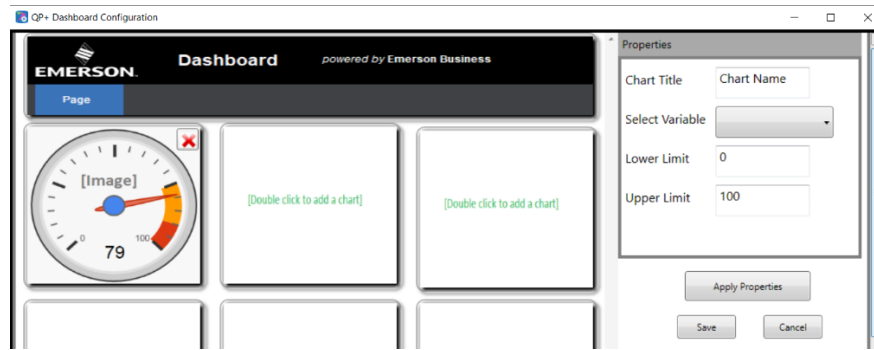 QP+ Dashboard Configuration
EMERSON.
Dashboard
powered by Emerson Business
Page
[Image]
0
100
79
[Double click to add a chart]
[Double click to add a chart]
Properties
Chart Title
Chart Name
Select Variable
Lower Limit
0
Upper Limit
100
Apply Properties
Save
Cancel